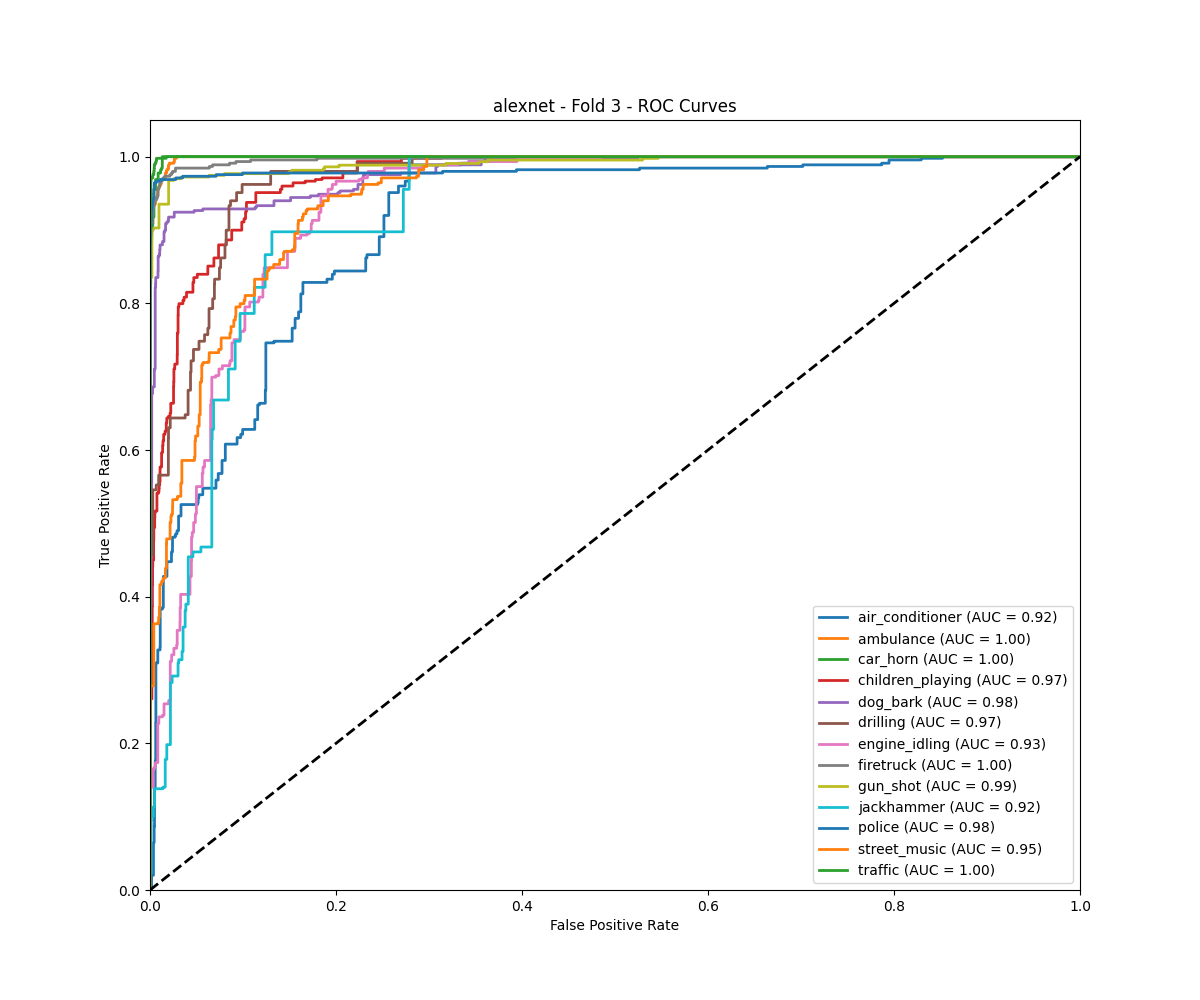 alexnet - Fold 3 - ROC Curves
True Positive Rate
1.0
0.8
0.6
0.4
0.2
0.0
air_conditioner (AUC = 0.92)
ambulance (AUC = 1.00)
car_horn (AUC = 1.00)
children_playing (AUC = 0.97)
dog_bark (AUC = 0.98)
drilling (AUC = 0.97)
engine_idling (AUC = 0.93)
firetruck (AUC = 1.00)
gun_shot (AUC = 0.99)
jackhammer (AUC = 0.92)
police (AUC = 0.98)
street_music (AUC = 0.95)
traffic (AUC = 1.00)
0.0 0.2 0.4 0.6 0.8 1.0
False Positive Rate